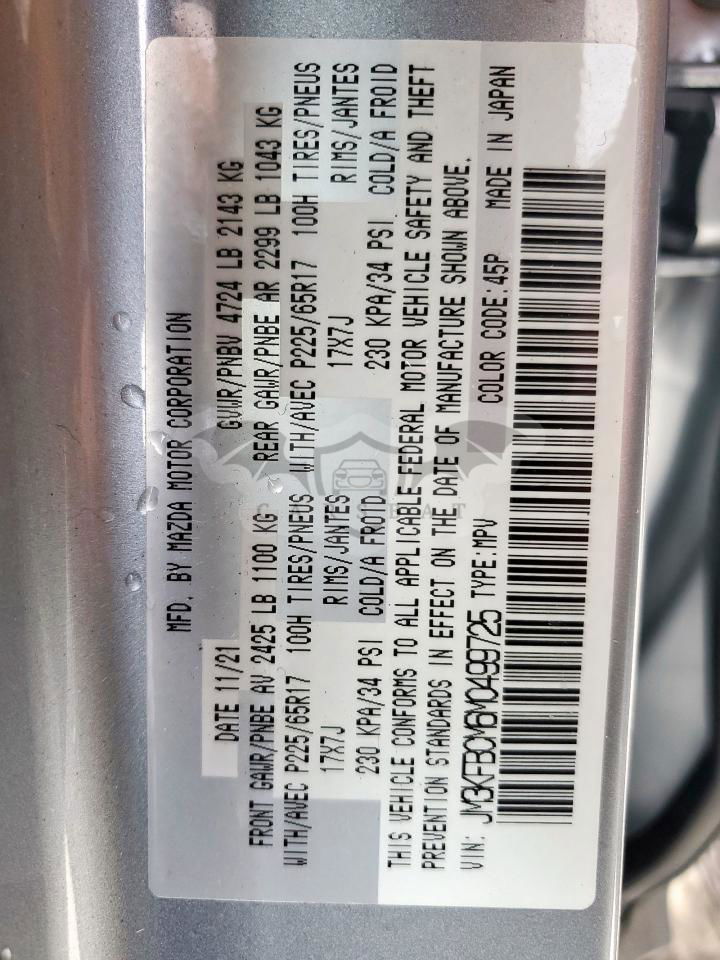 MFD. BY MAZDA MOTOR CORPORATION
DATE 11/21 GVWR/PNBV 4724 LB 2143 KG
FRONT GAWR/PNBE AV 2425 LB 1100 KG REAR GAWR/PNBE AR 2299 LB 1043 KG
WITH/AVEC P225/65R17 100H TIRES/PNEUS WITH/AVEC P225/65R17 100H TIRES/PNEUS
17X7J RIMS/JANTES 17X7J RIMS/JANTES
230 KPA/34 PSI COLD/A FROID 230 KPA/34 PSI COLD/A FROID
THIS VEHICLE CONFORMS TO ALL APPLICABLE FEDERAL MOTOR VEHICLE SAFETY AND THEFT
PREVENTION STANDARDS IN EFFECT ON THE DATE OF MANUFACTURE SHOWN ABOVE.
VIN: JM3KFBCM6M0499725 TYPE:MPV COLOR CODE:45P MADE IN JAPAN